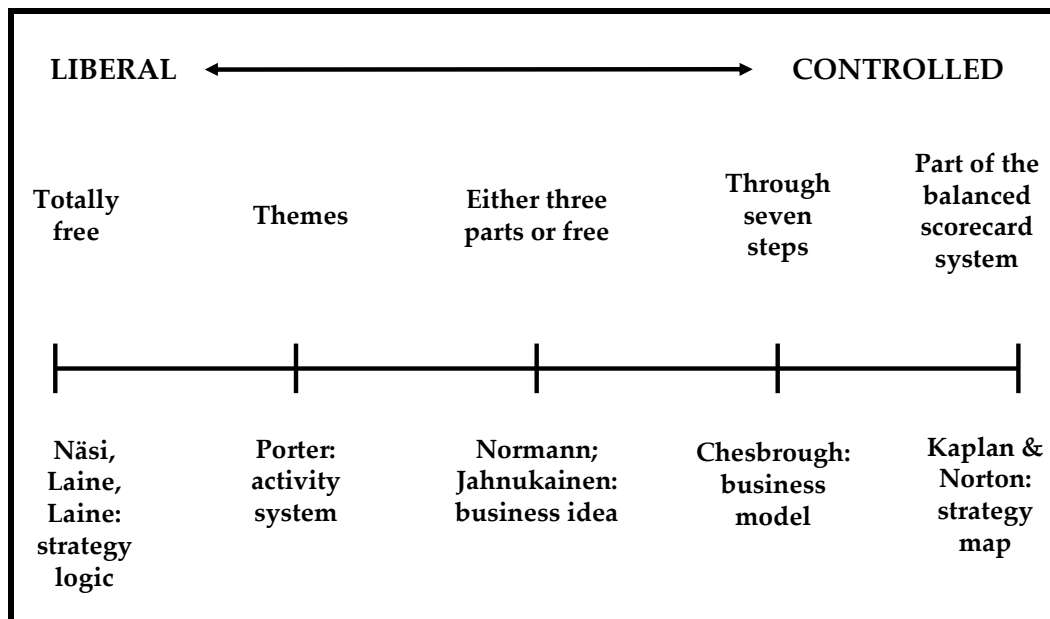 LIBERAL
CONTROLLED
Totally
free
Themes
Either three
parts or free
Through
seven
steps
Part of the
balanced
scorecard
system
Näsi,
Laine,
Laine:
strategy
logic
Porter:
activity
system
Normann;
Jahnukainen:
business idea
Chesbrough:
business
model
Kaplan &
Norton:
strategy
map